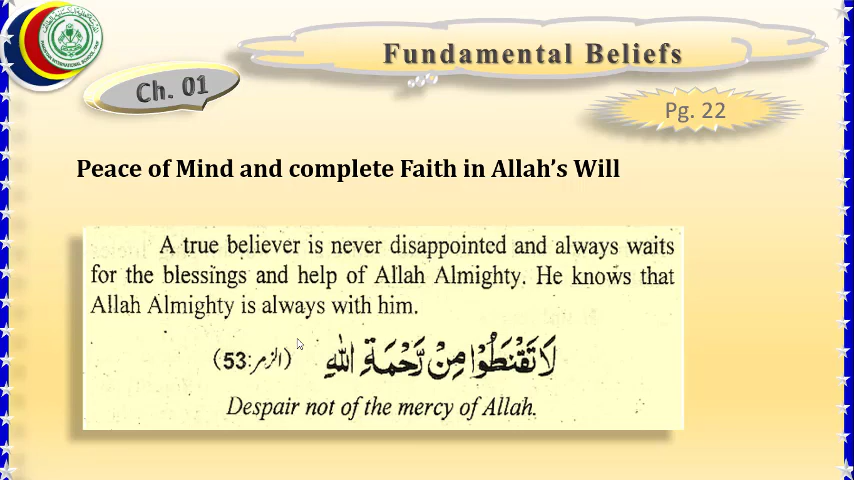 Fundamental Beliefs
Ch. 01
Pg. 22
Peace of Mind and complete Faith in Allah's Will
A true believer is never disappointed and always waits
for the blessings and help of Allah Almighty. He knows that
Allah Almighty is always with him.
لَا تَقْنَطُوْا مِنْ رَّحْمَةِ اللّٰهِ (الزمر:53)
Despair not of the mercy of Allah.